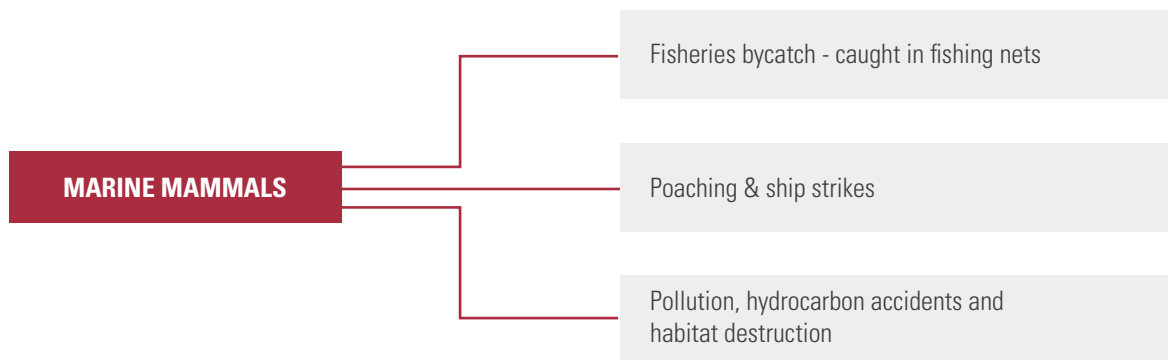 MARINE MAMMALS
Fisheries bycatch - caught in fishing nets
Poaching & ship strikes
Pollution, hydrocarbon accidents and
habitat destruction